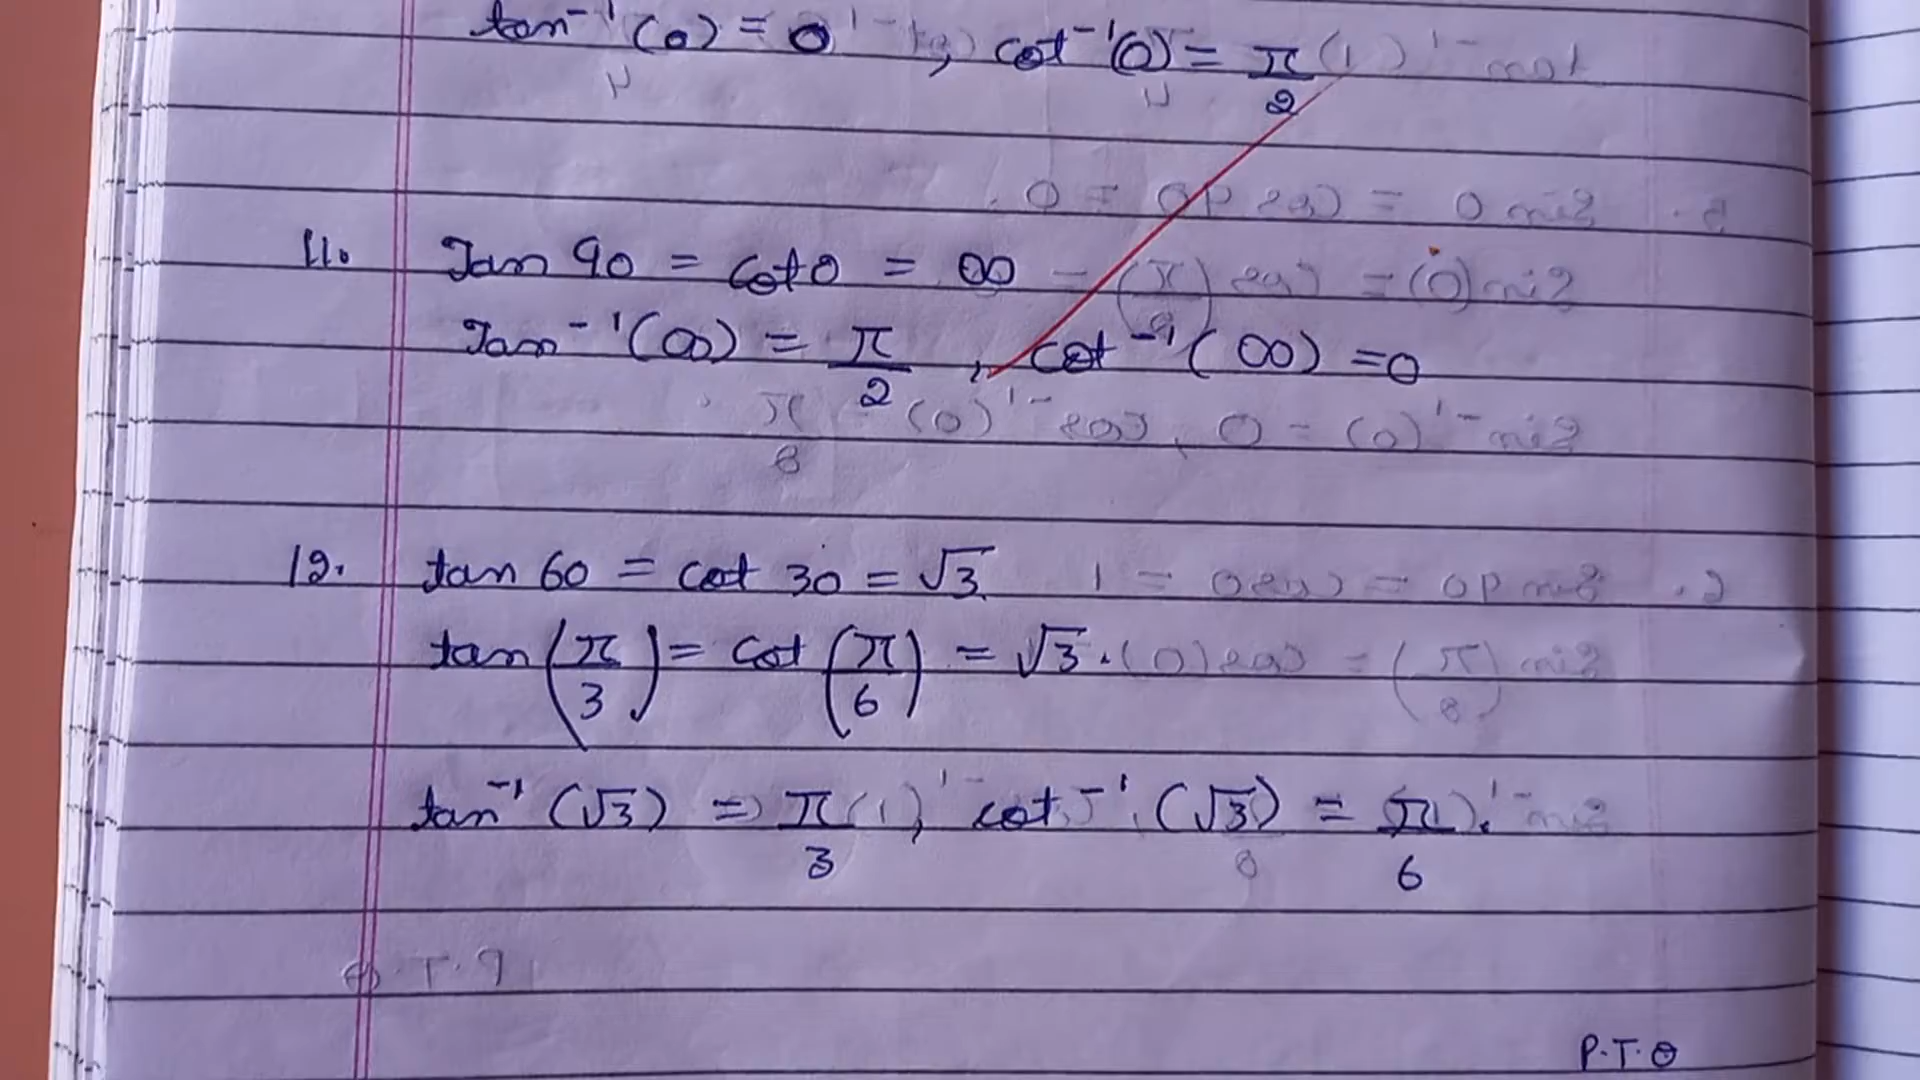 tan⁻¹(0) = 0, cot⁻¹(0) = π/2
11. Tan 90 = cot 0 = ∞
Tan⁻¹(∞) = π/2, cot⁻¹(∞) = 0
12. tan 60 = cot 30 = √3.
tan(π/3) = cot(π/6) = √3.
tan⁻¹(√3) = π/3, cot⁻¹(√3) = π/6.
P.T.O